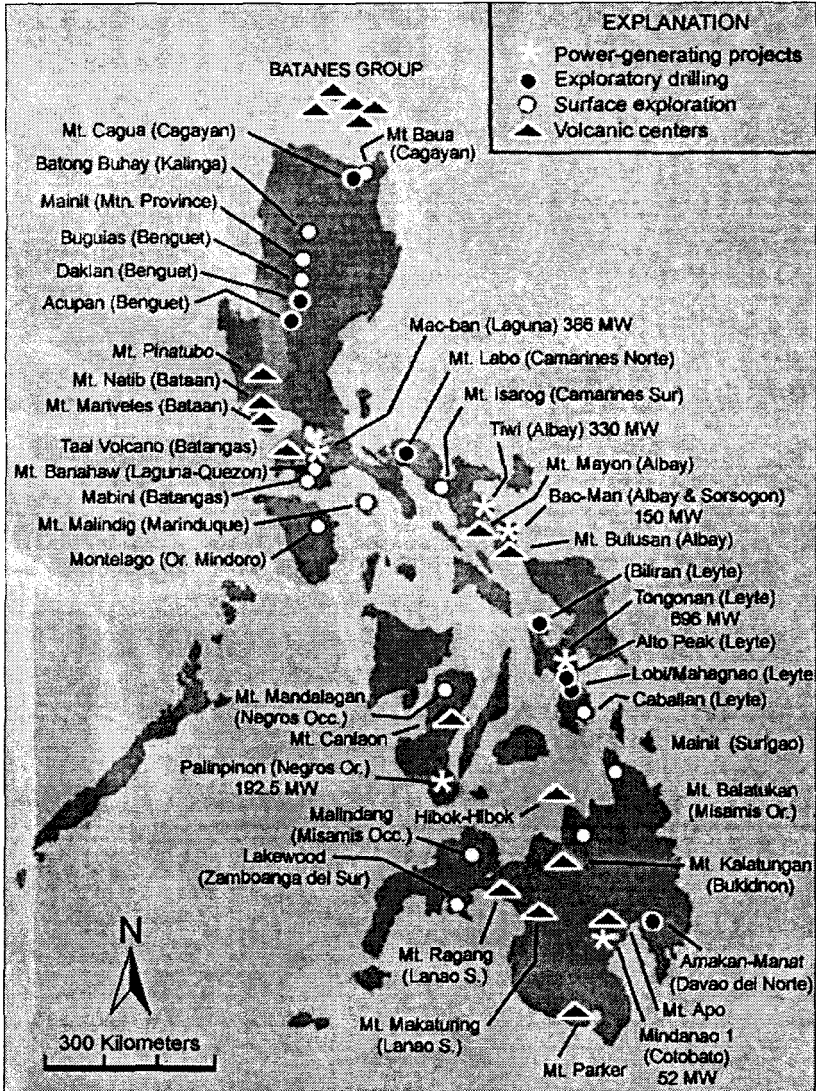 EXPLANATION
Power-generating projects
Exploratory drilling
Surface exploration
Volcanic centers
BATANES GROUP
Mt. Cagua (Cagayan)
Mt Baua
(Cagayan)
Batong Buhay (Kalinga)
Mainit (Mtn. Province)
Buguias (Benguet)
Daklan (Benguet)
Acupan (Benguet)
Mac-ban (Laguna) 386 MW
Mt. Labo (Camarines Norte)
Mt. Isarog (Camarines Sur)
Tiwi (Albay) 330 MW
Mt. Mayon (Albay)
Bac-Man (Albay & Sorsogon)
150 MW
Mt. Bulusan (Albay)
Mt. Pinatubo
Mt. Natib (Bataan)
Mt. Mariveles (Bataan)
Taal Volcano (Batangas)
Mt. Banahaw (Laguna-Quezon)
Mabini (Batangas)
Mt. Malindig (Marinduque)
Montelago (Or. Mindoro)
(Biliran (Leyte)
Tongonan (Leyte)
696 MW
Alto Peak (Leyte)
Lobi/Mahagnao (Leyte)
Cabalian (Leyte)
Mt. Mandalagan
(Negros Occ.)
Mt. Canlaon
Mainit (Surigao)
Palinpinon (Negros Or.)
192.5 MW
Mt. Balatukan
(Misamis Or.)
Hibok-Hibok
Malindang
(Misamis Occ.)
Lakewood
(Zamboanga del Sur)
Mt. Kalatungan
(Bukidnon)
Mt. Ragang
(Lanao S.)
Amakan-Manat
(Davao del Norte)
Mt. Apo
Mt. Makaturing
(Lanao S.)
Mindanao 1
(Cotobato)
52 MW
Mt. Parker
N
300 Kilometers